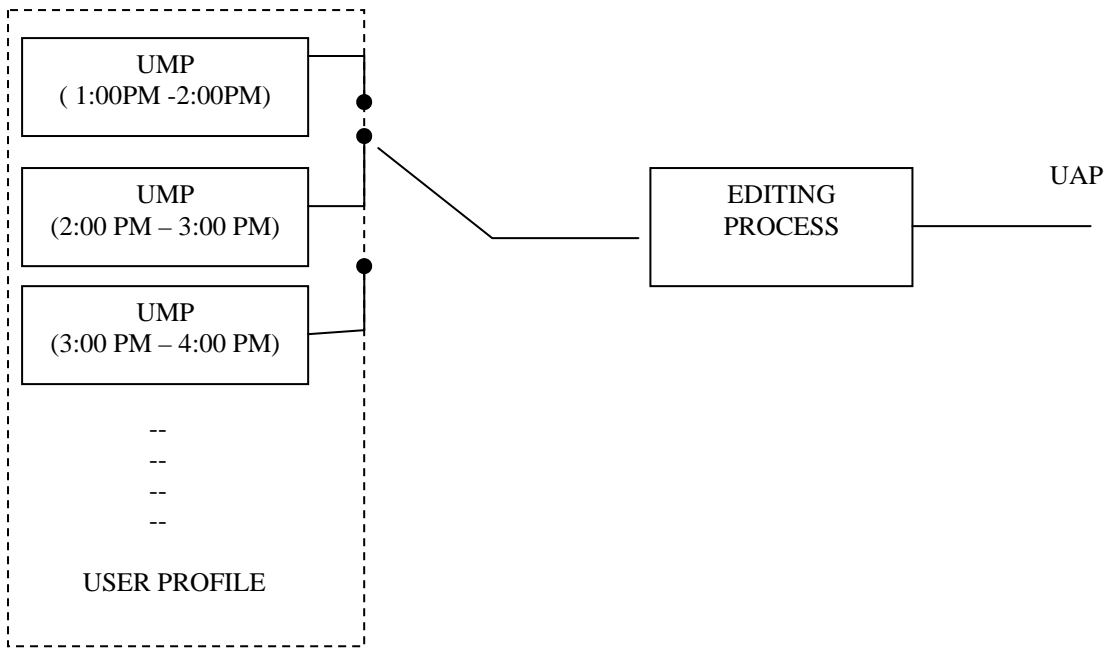 UMP
( 1:00PM -2:00PM)
UMP
(2:00 PM – 3:00 PM)
UMP
(3:00 PM – 4:00 PM)
--
--
--
--
USER PROFILE
EDITING
PROCESS
UAP